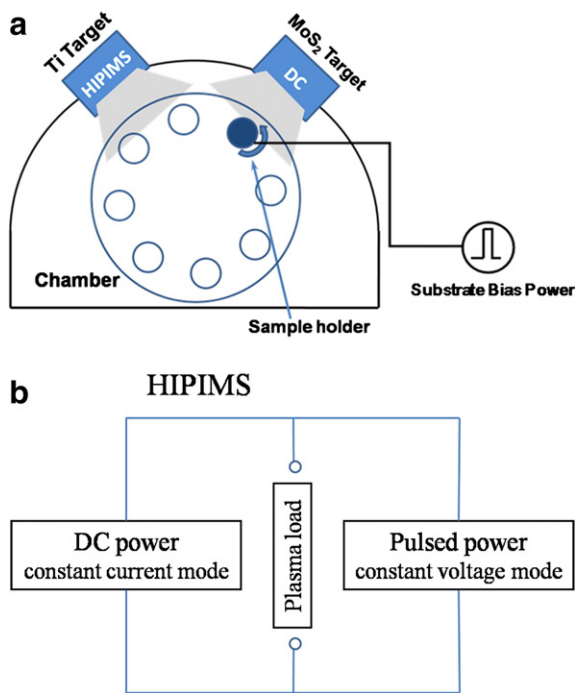 a
Ti Target
HIPIMS
MoS₂ Target
DC
Chamber
Substrate Bias Power
Sample holder
b
HIPIMS
DC power
constant current mode
Plasma load
Pulsed power
constant voltage mode